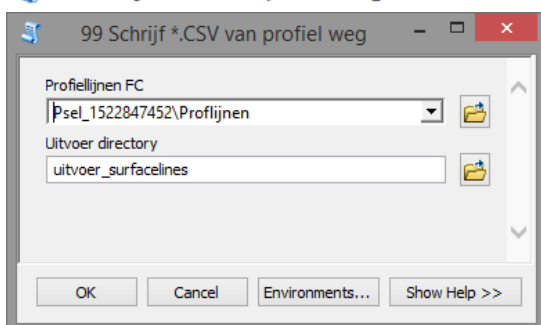 99 Schrijf *.CSV van profiel weg
Profiellijnen FC
Psel_1522847452\Proflijnen
Uitvoer directory
uitvoer_surfacelines
OK Cancel Environments... Show Help >>